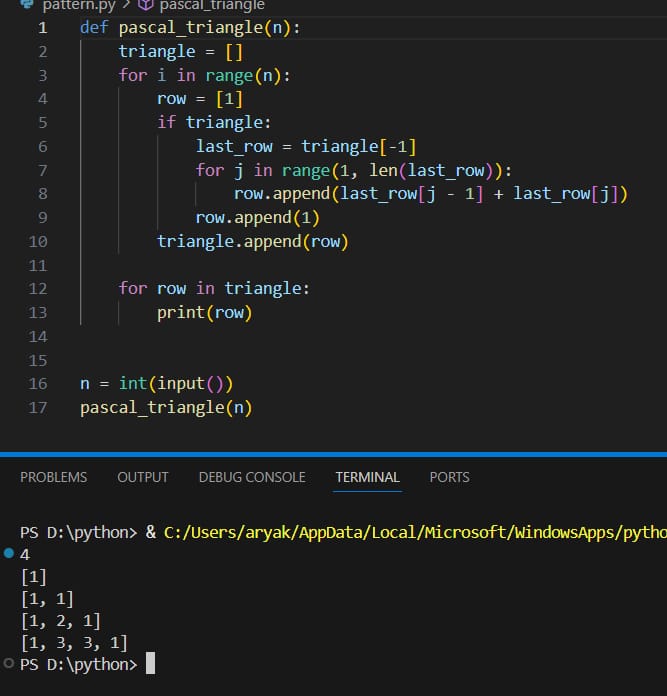 pattern.py > pascal_triangle
1 def pascal_triangle(n):
2     triangle = []
3     for i in range(n):
4         row = [1]
5         if triangle:
6             last_row = triangle[-1]
7             for j in range(1, len(last_row)):
8                 row.append(last_row[j - 1] + last_row[j])
9             row.append(1)
10         triangle.append(row)
11
12     for row in triangle:
13         print(row)
14
15
16 n = int(input())
17 pascal_triangle(n)
PROBLEMS OUTPUT DEBUG CONSOLE TERMINAL PORTS
PS D:\python> & C:/Users/aryak/AppData/Local/Microsoft/WindowsApps/pytho
4
[1]
[1, 1]
[1, 2, 1]
[1, 3, 3, 1]
PS D:\python>